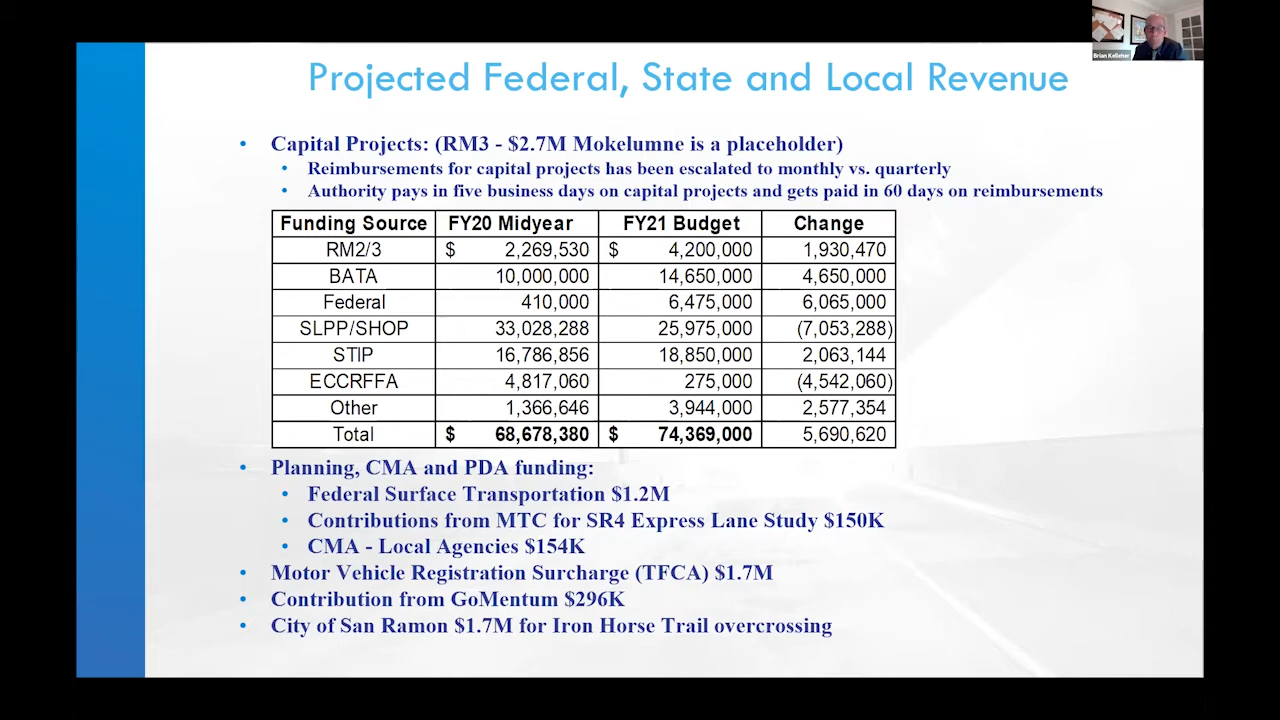 Brian Kelleher
Projected Federal, State and Local Revenue
• Capital Projects: (RM3 - $2.7M Mokelumne is a placeholder)
• Reimbursements for capital projects has been escalated to monthly vs. quarterly
• Authority pays in five business days on capital projects and gets paid in 60 days on reimbursements
Funding Source FY20 Midyear FY21 Budget Change
RM2/3 $ 2,269,530 $ 4,200,000 1,930,470
BATA 10,000,000 14,650,000 4,650,000
Federal 410,000 6,475,000 6,065,000
SLPP/SHOP 33,028,288 25,975,000 (7,053,288)
STIP 16,786,856 18,850,000 2,063,144
ECCRFFA 4,817,060 275,000 (4,542,060)
Other 1,366,646 3,944,000 2,577,354
Total $ 68,678,380 $ 74,369,000 5,690,620
• Planning, CMA and PDA funding:
• Federal Surface Transportation $1.2M
• Contributions from MTC for SR4 Express Lane Study $150K
• CMA - Local Agencies $154K
• Motor Vehicle Registration Surcharge (TFCA) $1.7M
• Contribution from GoMentum $296K
• City of San Ramon $1.7M for Iron Horse Trail overcrossing